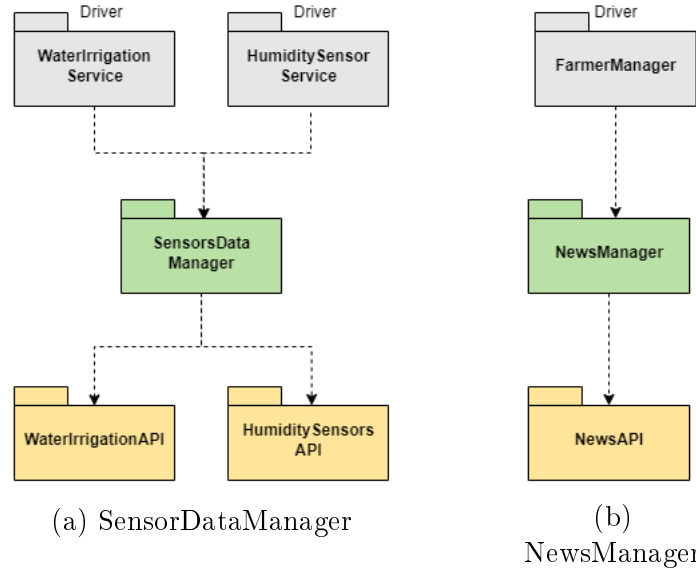 Driver
WaterIrrigation
Service
Driver
HumiditySensor
Service
SensorsData
Manager
WaterIrrigationAPI
HumiditySensors
API
(a) SensorDataManager
Driver
FarmerManager
NewsManager
NewsAPI
(b)
NewsManager